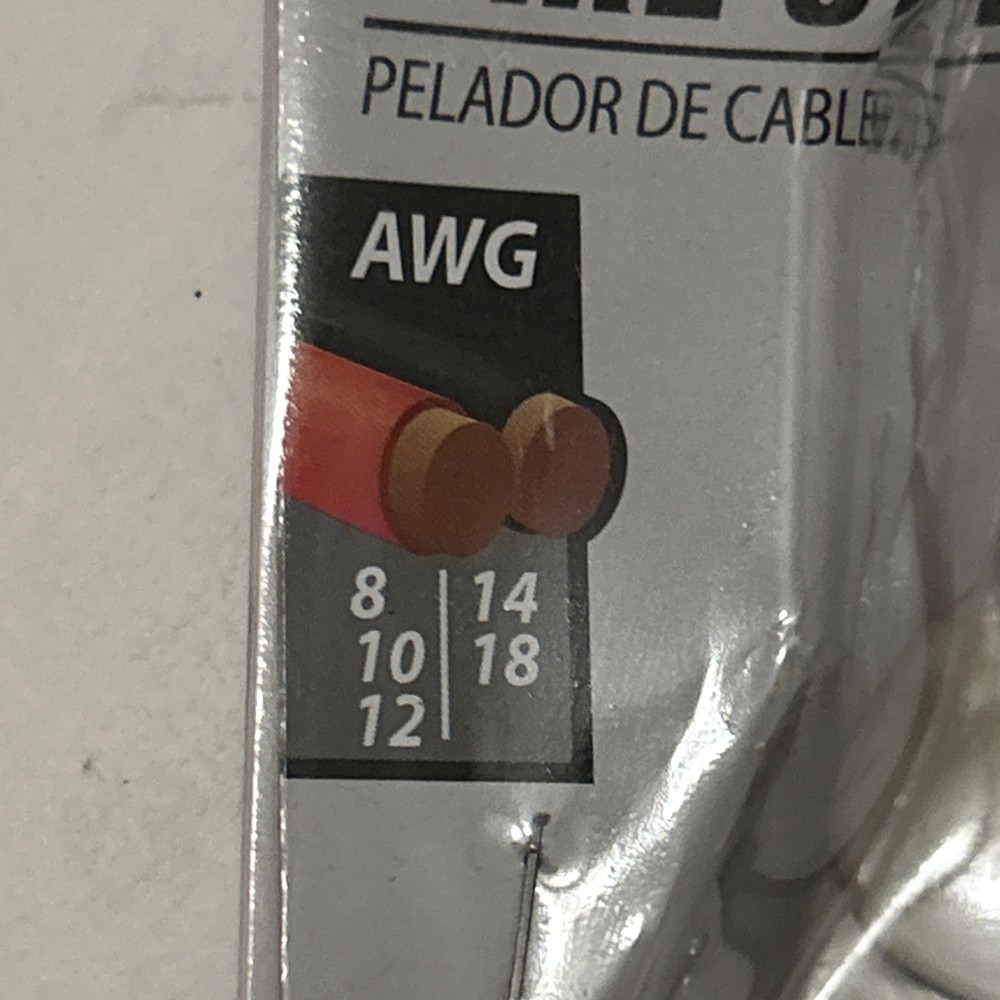 PELADOR DE CABLE
AWG
8 | 14
10 | 18
12